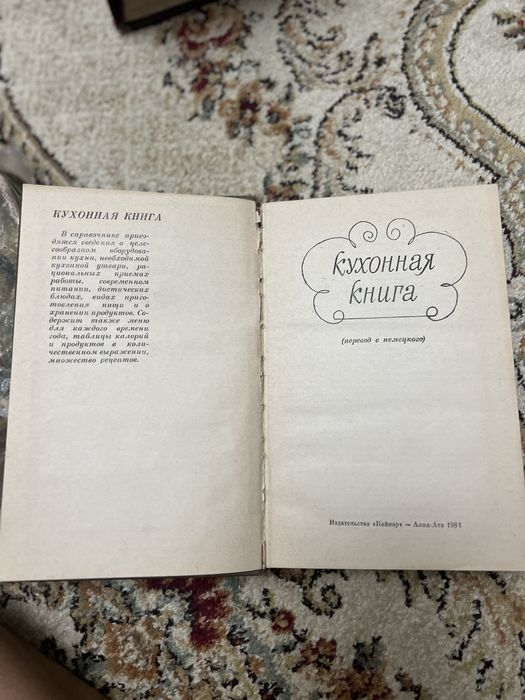 КУХОННАЯ КНИГА
В справочнике приво-
дятся сведения о целе-
сообразном оборудова-
нии кухни, необходимой
кухонной утвари, ра-
циональных приемах
работы, современном
питании, диетических
блюдах, видах приго-
товления пищи и о
хранении продуктов. Со-
держит также меню
для каждого времени
года, таблицы калорий
и продуктов в коли-
чественном выражении,
множество рецептов.
кухонная
книга
(перевод с немецкого)
Издательство «Кайнар» — Алма-Ата 1981